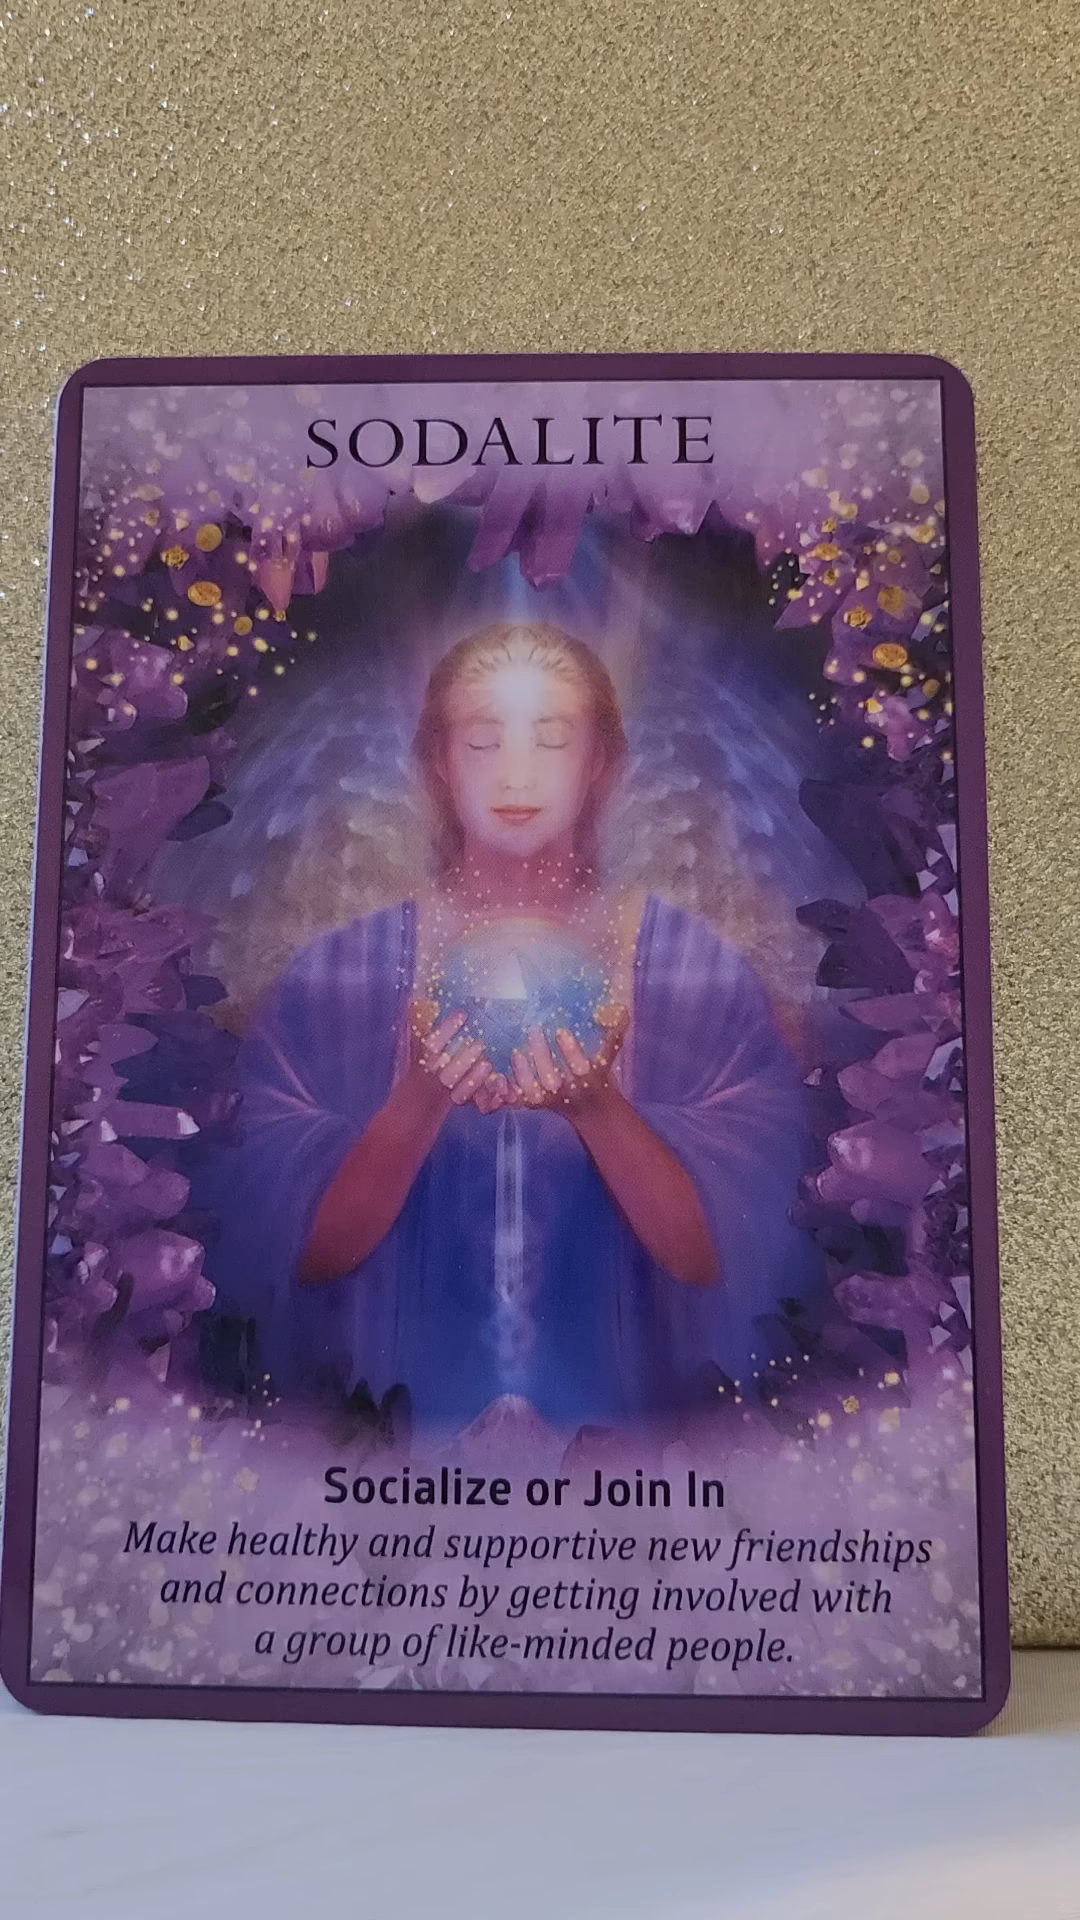 SODALITE
Socialize or Join In
Make healthy and supportive new friendships
and connections by getting involved with
a group of like-minded people.